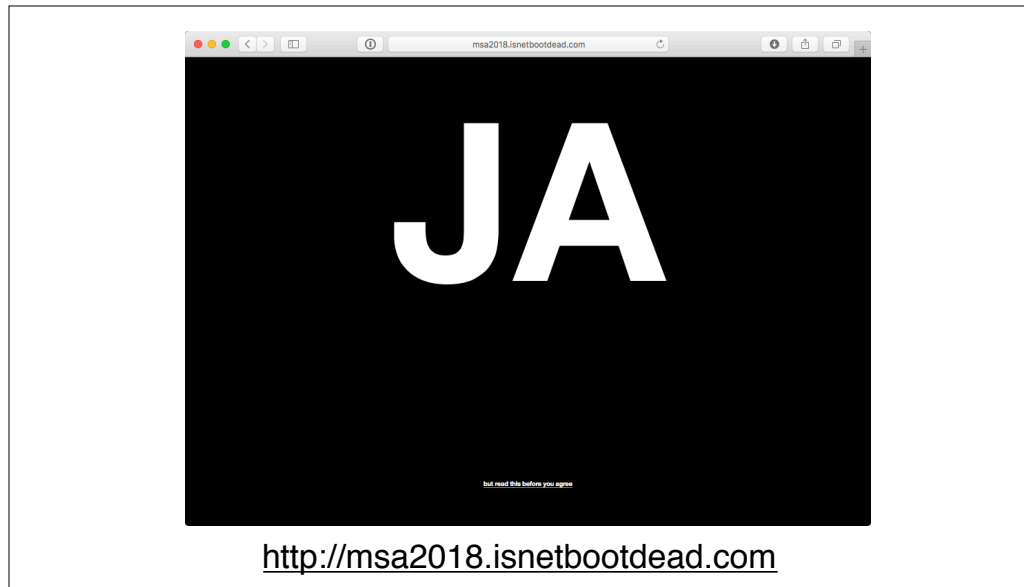 msa2018.isnetbootdead.com
JA
but read this before you agree
http://msa2018.isnetbootdead.com